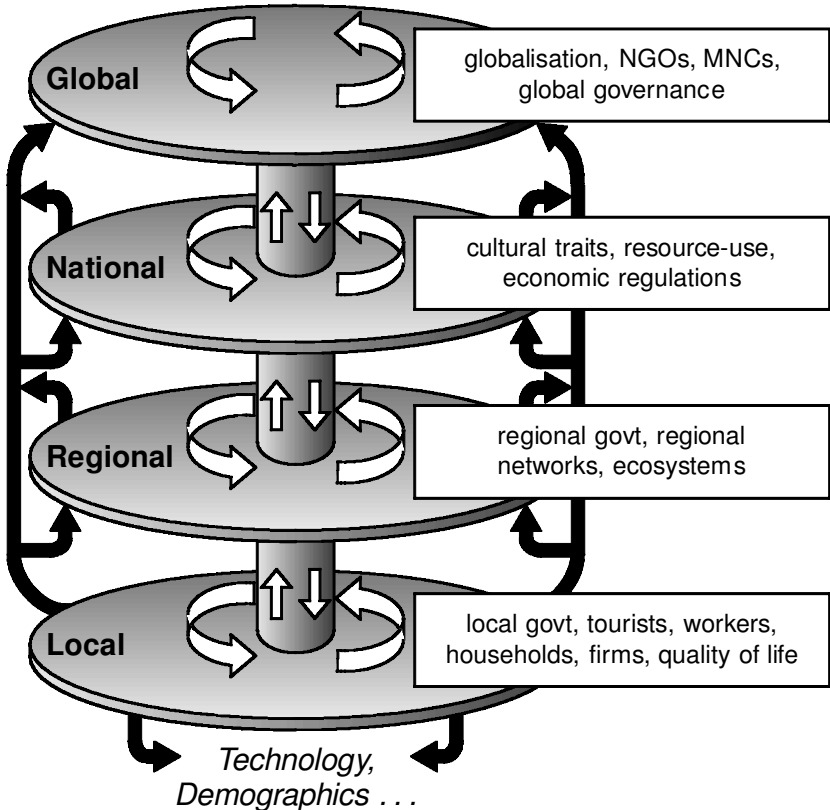 Global
globalisation, NGOs, MNCs,
global governance
National
cultural traits, resource-use,
economic regulations
Regional
regional govt, regional
networks, ecosystems
Local
local govt, tourists, workers,
households, firms, quality of life
Technology,
Demographics . . .